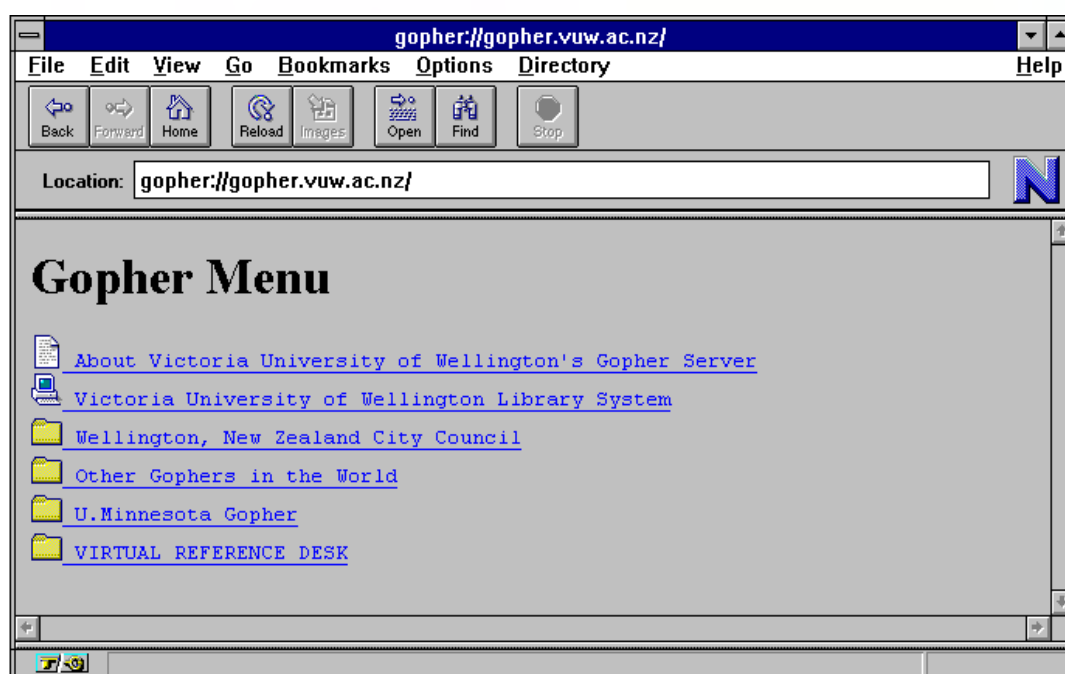 gopher://gopher.vuw.ac.nz/
File Edit View Go Bookmarks Options Directory Help
Back Forward Home Reload Images Open Find Stop
Location: gopher://gopher.vuw.ac.nz/ N
Gopher Menu
About Victoria University of Wellington's Gopher Server
Victoria University of Wellington Library System
Wellington, New Zealand City Council
Other Gophers in the World
U.Minnesota Gopher
VIRTUAL REFERENCE DESK